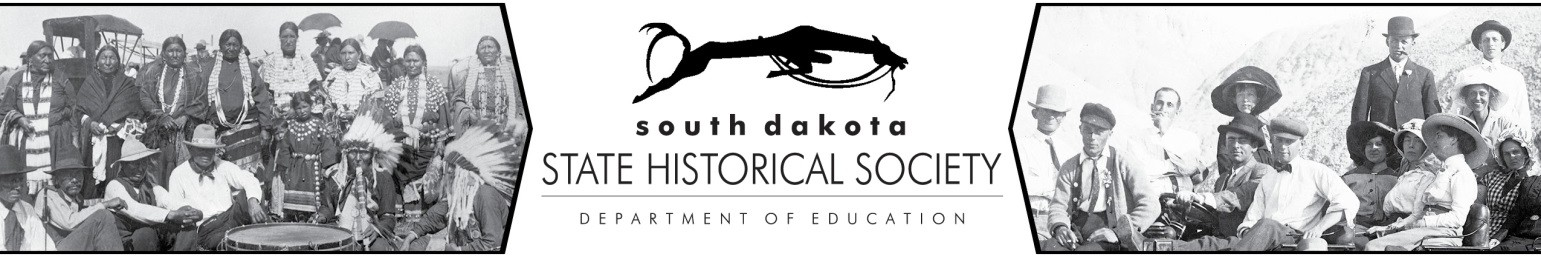 south dakota
STATE HISTORICAL SOCIETY
DEPARTMENT OF EDUCATION